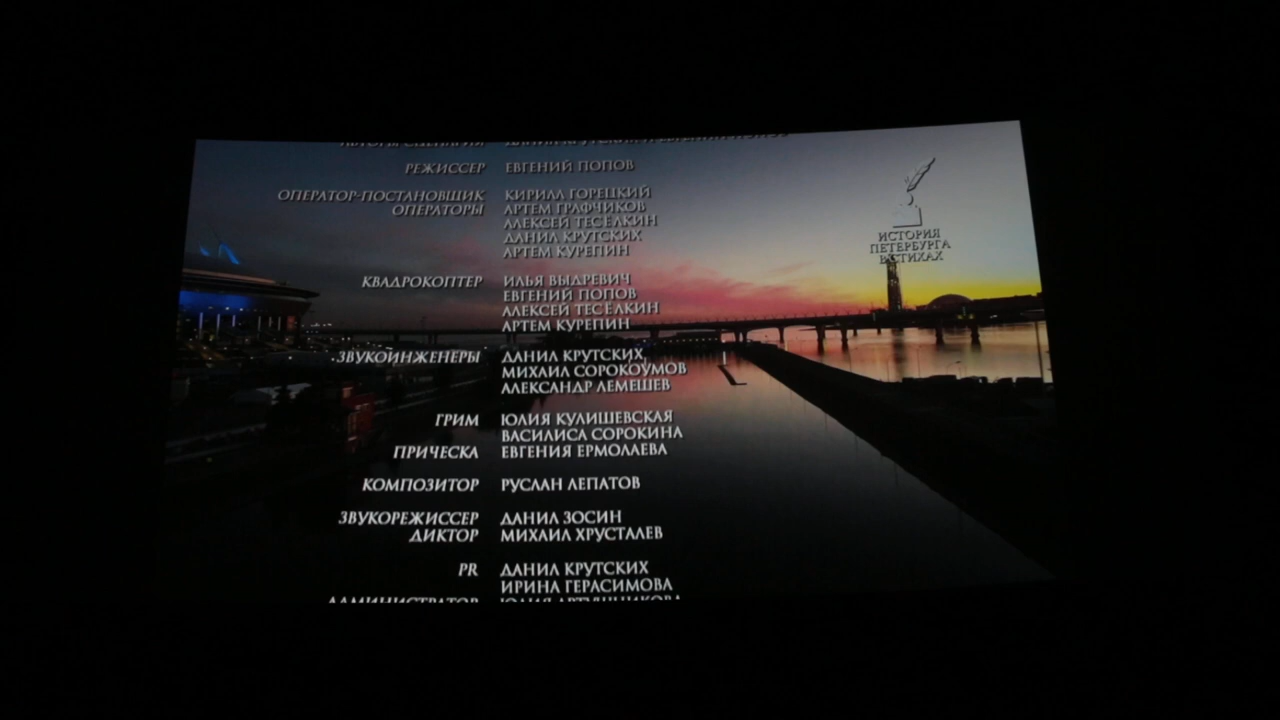 РЕЖИССЕР ЕВГЕНИЙ ПОПОВ
ОПЕРАТОР-ПОСТАНОВЩИК КИРИЛЛ ГОРЕЦКИЙ
ОПЕРАТОРЫ АРТЕМ ГРАФЧИКОВ
АЛЕКСЕЙ ТЕСЕЛКИН
ДАНИЛ КРУТСКИХ
АРТЕМ КУРЕПИН
ИСТОРИЯ
ПЕТЕРБУРГА
В СТИХАХ
КВАДРОКОПТЕР ИЛЬЯ ВЫДРЕВИЧ
ЕВГЕНИЙ ПОПОВ
АЛЕКСЕЙ ТЕСЕЛКИН
АРТЕМ КУРЕПИН
ЗВУКОИНЖЕНЕРЫ ДАНИЛ КРУТСКИХ
МИХАИЛ СОРОКОУМОВ
АЛЕКСАНДР ЛЕМЕШЕВ
ГРИМ ЮЛИЯ КУЛИШЕВСКАЯ
ВАСИЛИСА СОРОКИНА
ПРИЧЕСКА ЕВГЕНИЯ ЕРМОЛАЕВА
КОМПОЗИТОР РУСЛАН ЛЕПАТОВ
ЗВУКОРЕЖИССЕР ДАНИЛ ЗОСИН
ДИКТОР МИХАИЛ ХРУСТАЛЕВ
PR ДАНИЛ КРУТСКИХ
ИРИНА ГЕРАСИМОВА
АДМИНИСТРАТОР ЮЛИЯ